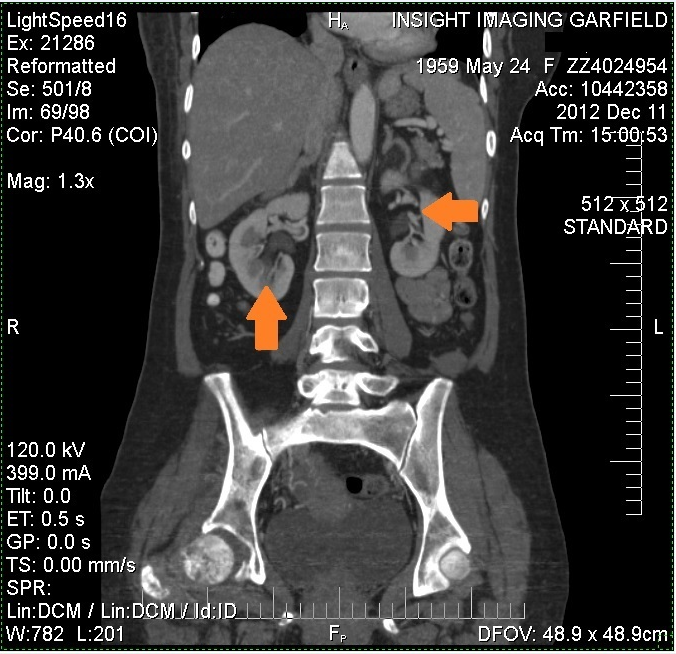 LightSpeed16
Ex: 21286
Reformatted
Se: 501/8
Im: 69/98
Cor: P40.6 (COI)
Mag: 1.3x
HA
INSIGHT IMAGING GARFIELD
1959 May 24 F ZZ4024954
Acc: 10442358
2012 Dec 11
Acq Tm: 15:00:53
512 x 512
STANDARD
R
L
120.0 kV
399.0 mA
Tilt: 0.0
ET: 0.5 s
GP: 0.0 s
TS: 0.00 mm/s
SPR:
Lin:DCM / Lin:DCM / Id:ID
W:782 L:201
FP
DFOV: 48.9 x 48.9cm